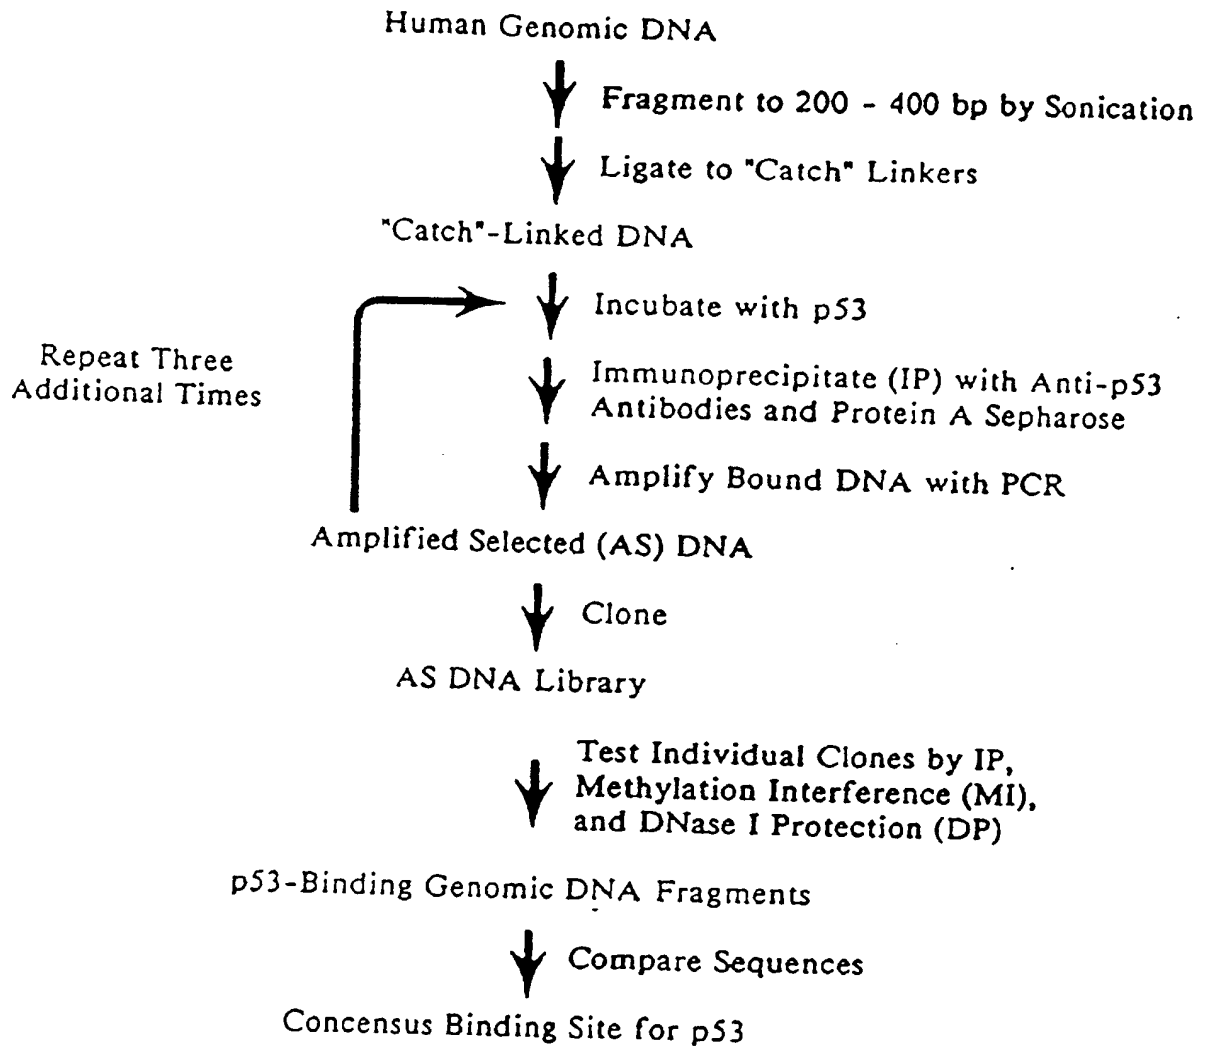 Human Genomic DNA
Fragment to 200 - 400 bp by Sonication
Ligate to "Catch" Linkers
"Catch"-Linked DNA
Incubate with p53
Repeat Three
Additional Times
Immunoprecipitate (IP) with Anti-p53
Antibodies and Protein A Sepharose
Amplify Bound DNA with PCR
Amplified Selected (AS) DNA
Clone
AS DNA Library
Test Individual Clones by IP,
Methylation Interference (MI),
and DNase I Protection (DP)
p53-Binding Genomic DNA Fragments
Compare Sequences
Concensus Binding Site for p53